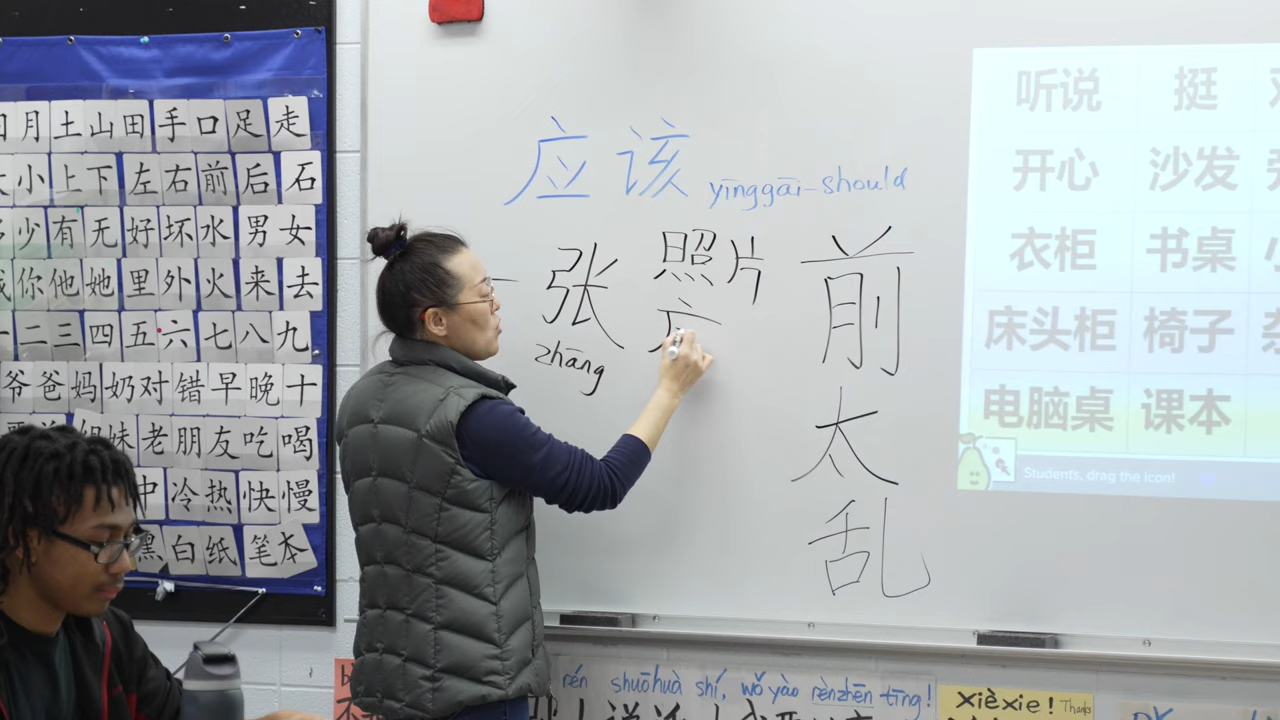 月土山田手口足走
小上下左右前后石
少有无好坏水男女
你他她里外火来去
二三四五六七八九
爷爸妈奶对错早晚十
妹老朋友吃喝
中冷热快慢
黑白纸笔本
应该 yīnggāi-should
一张照片
zhāng
前
太
乱
听说 挺
开心 沙发
衣柜 书桌
床头柜 椅子
电脑桌 课本
Students, drag the icon!
rén shuōhuà shí, wǒ yào rènzhēn tīng!
Xièxie! Thanks